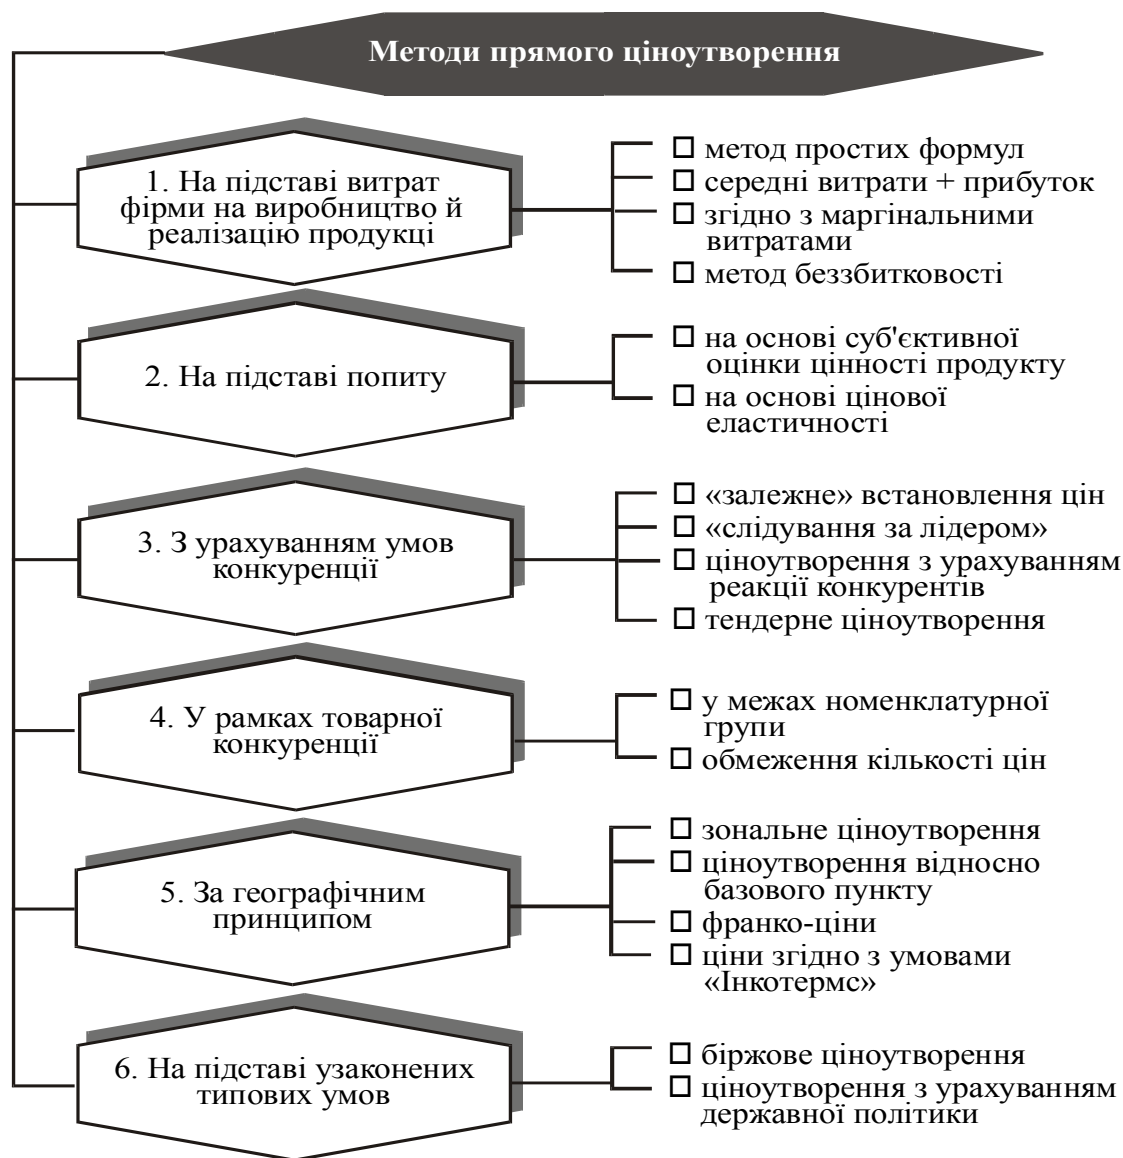 Методи прямого ціноутворення
1. На підставі витрат
фірми на виробництво й
реалізацію продукці
☐ метод простих формул
☐ середні витрати + прибуток
☐ згідно з маргінальними
витратами
☐ метод беззбитковості
2. На підставі попиту
☐ на основі суб'єктивної
оцінки цінності продукту
☐ на основі цінової
еластичності
3. З урахуванням умов
конкуренції
☐ «залежне» встановлення цін
☐ «слідування за лідером»
☐ ціноутворення з урахуванням
реакції конкурентів
☐ тендерне ціноутворення
4. У рамках товарної
конкуренції
☐ у межах номенклатурної
групи
☐ обмеження кількості цін
5. За географічним
принципом
☐ зональне ціноутворення
☐ ціноутворення відносно
базового пункту
☐ франко-ціни
☐ ціни згідно з умовами
«Інкотермс»
6. На підставі узаконених
типових умов
☐ біржове ціноутворення
☐ ціноутворення з урахуванням
державної політики